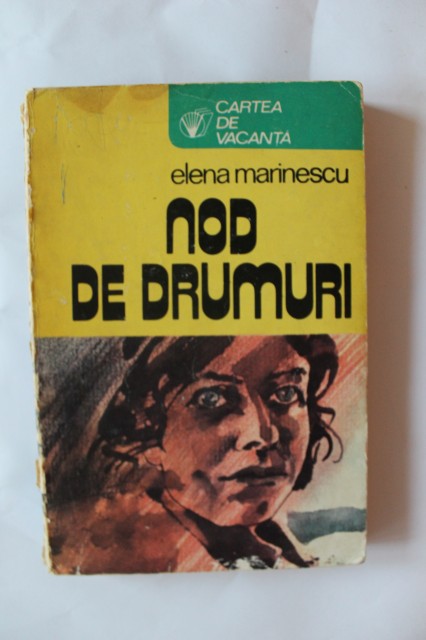 CARTEA
DE
VACANȚĂ
elena marinescu
NOD
DE DRUMURI